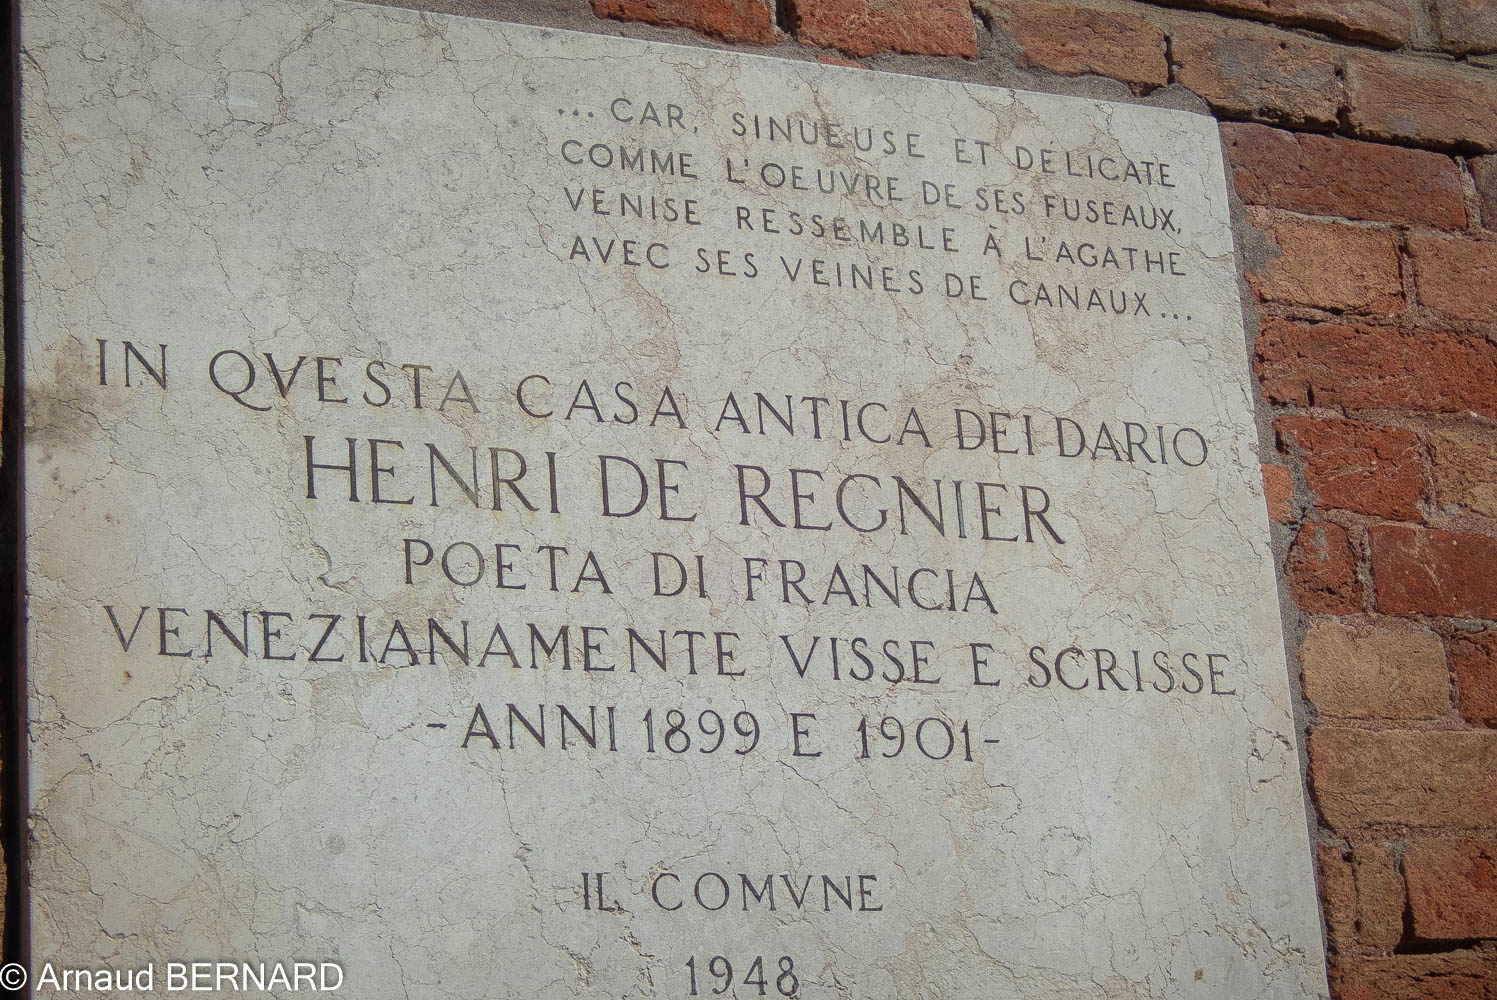 ... CAR, SINUEUSE ET DÉLICATE
COMME L'OEUVRE DE SES FUSEAUX,
VENISE RESSEMBLE À L'AGATHE
AVEC SES VEINES DE CANAUX...
IN QVESTA CASA ANTICA DEI DARIO
HENRI DE REGNIER
POETA DI FRANCIA
VENEZIANAMENTE VISSE E SCRISSE
-ANNI 1899 E 1901-
IL COMVNE
1948
© Arnaud BERNARD